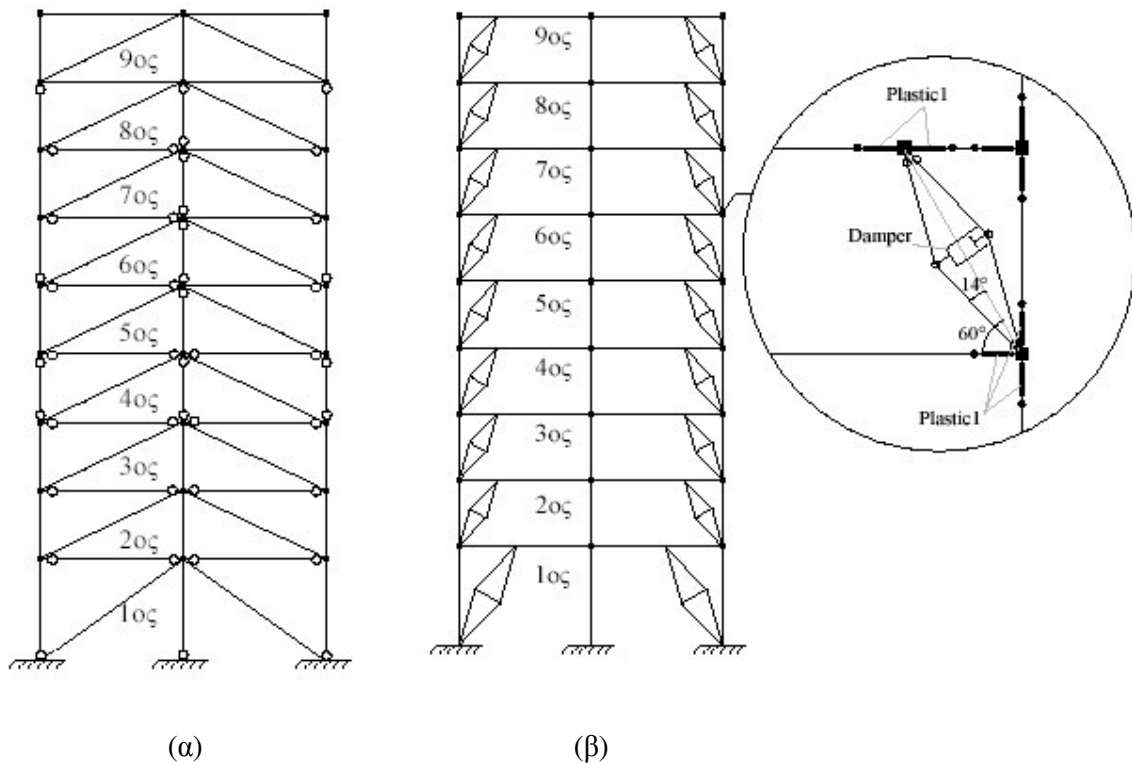 9ος
8ος
7ος
6ος
5ος
4ος
3ος
2ος
1ος
9ος
8ος
7ος
6ος
5ος
4ος
3ος
2ος
1ος
Plastic1
Damper
14°
60°
Plastic1
(α)
(β)